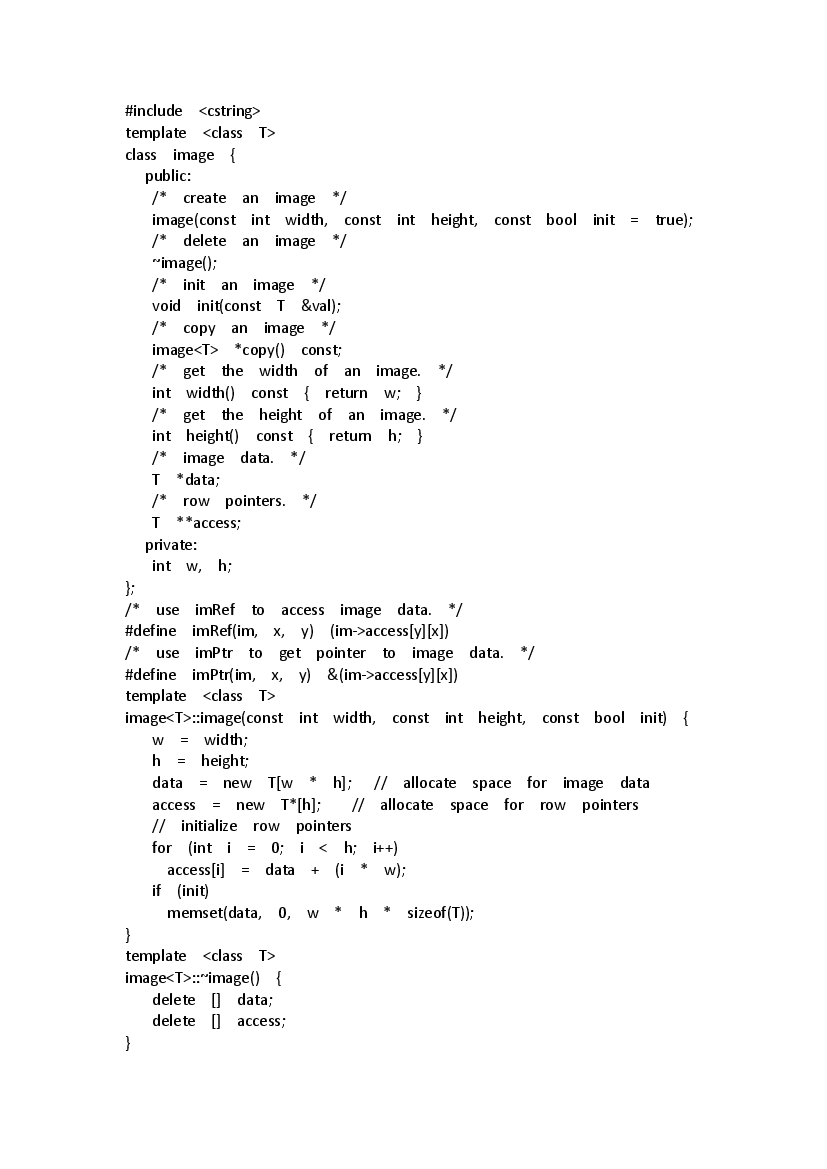 #include <cstring>
template <class T>
class image {
public:
/* create an image */
image(const int width, const int height, const bool init = true);
/* delete an image */
~image();
/* init an image */
void init(const T &val);
/* copy an image */
image<T> *copy() const;
/* get the width of an image. */
int width() const { return w; }
/* get the height of an image. */
int height() const { return h; }
/* image data. */
T *data;
/* row pointers. */
T **access;
private:
int w, h;
};
/* use imRef to access image data. */
#define imRef(im, x, y) (im->access[y][x])
/* use imPtr to get pointer to image data. */
#define imPtr(im, x, y) &(im->access[y][x])
template <class T>
image<T>::image(const int width, const int height, const bool init) {
w = width;
h = height;
data = new T[w * h]; // allocate space for image data
access = new T*[h]; // allocate space for row pointers
// initialize row pointers
for (int i = 0; i < h; i++)
access[i] = data + (i * w);
if (init)
memset(data, 0, w * h * sizeof(T));
}
template <class T>
image<T>::~image() {
delete [] data;
delete [] access;
}